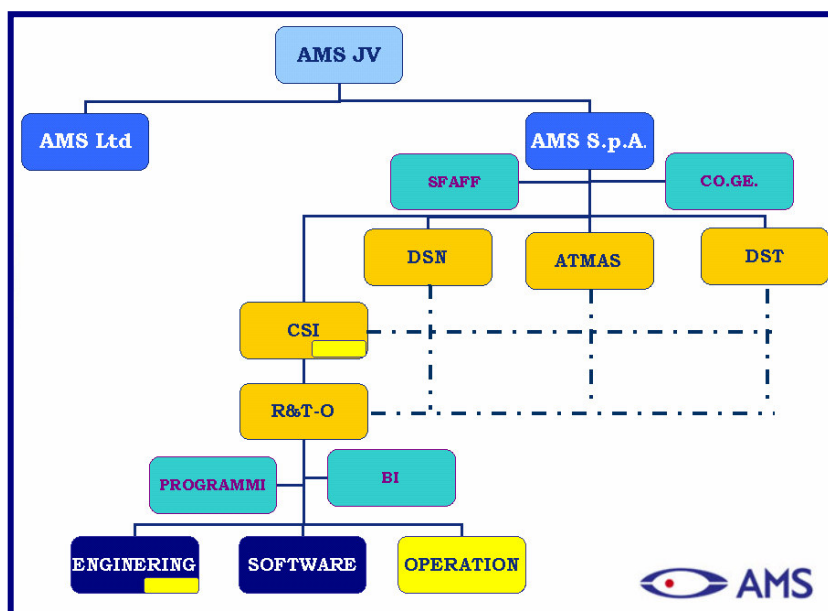 AMS JV
AMS Ltd
AMS S.p.A.
SFAFF
CO.GE.
DSN
ATMAS
DST
CSI
R&T-O
PROGRAMMI
BI
ENGINERING
SOFTWARE
OPERATION
AMS